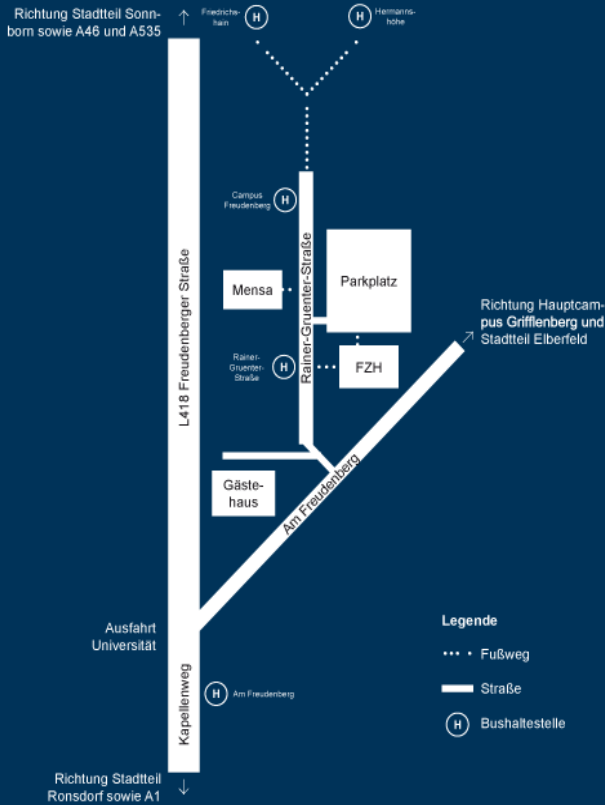 Richtung Stadtteil Sonn-
born sowie A46 und A535
Friedrichs-
hain
H
H
Hermanns-
höhe
Campus
Freudenberg
H
L418 Freudenberger Straße
Rainer-Gruenter-Straße
Parkplatz
Mensa
Richtung Hauptcam-
pus Grifflenberg und
Stadtteil Elberfeld
Rainer-
Gruenter-
Straße
H
FZH
Am Freudenberg
Gäste-
haus
Ausfahrt
Universität
Kapellenweg
H
Am Freudenberg
Legende
Fußweg
Straße
H
Bushaltestelle
Richtung Stadtteil
Ronsdorf sowie A1